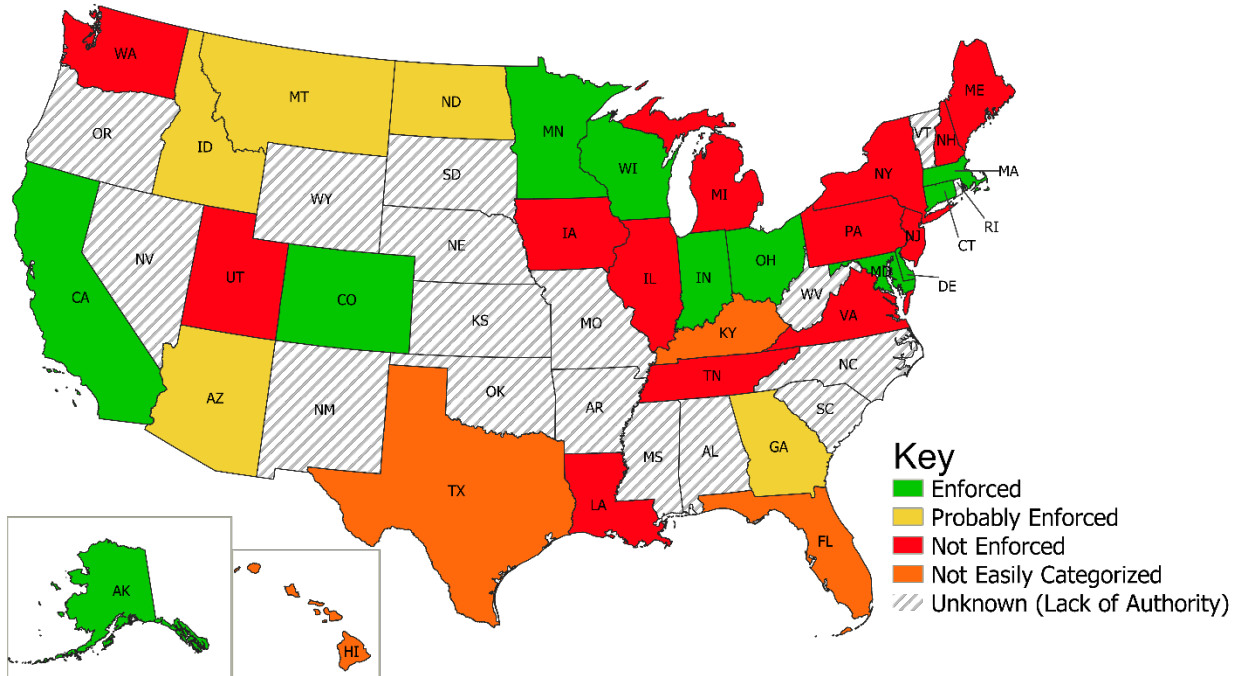 WA
MT
ND
MN
ME
OR
ID
WI
VT
NH
NY
MA
SD
MI
WY
RI
IA
PA
NJ
CT
NE
NV
UT
IL
IN
OH
MD
DE
CA
CO
WV
KS
MO
VA
KY
NC
TN
AZ
OK
NM
AR
SC
MS
AL
GA
TX
LA
FL
AK
HI
Key
Enforced
Probably Enforced
Not Enforced
Not Easily Categorized
Unknown (Lack of Authority)